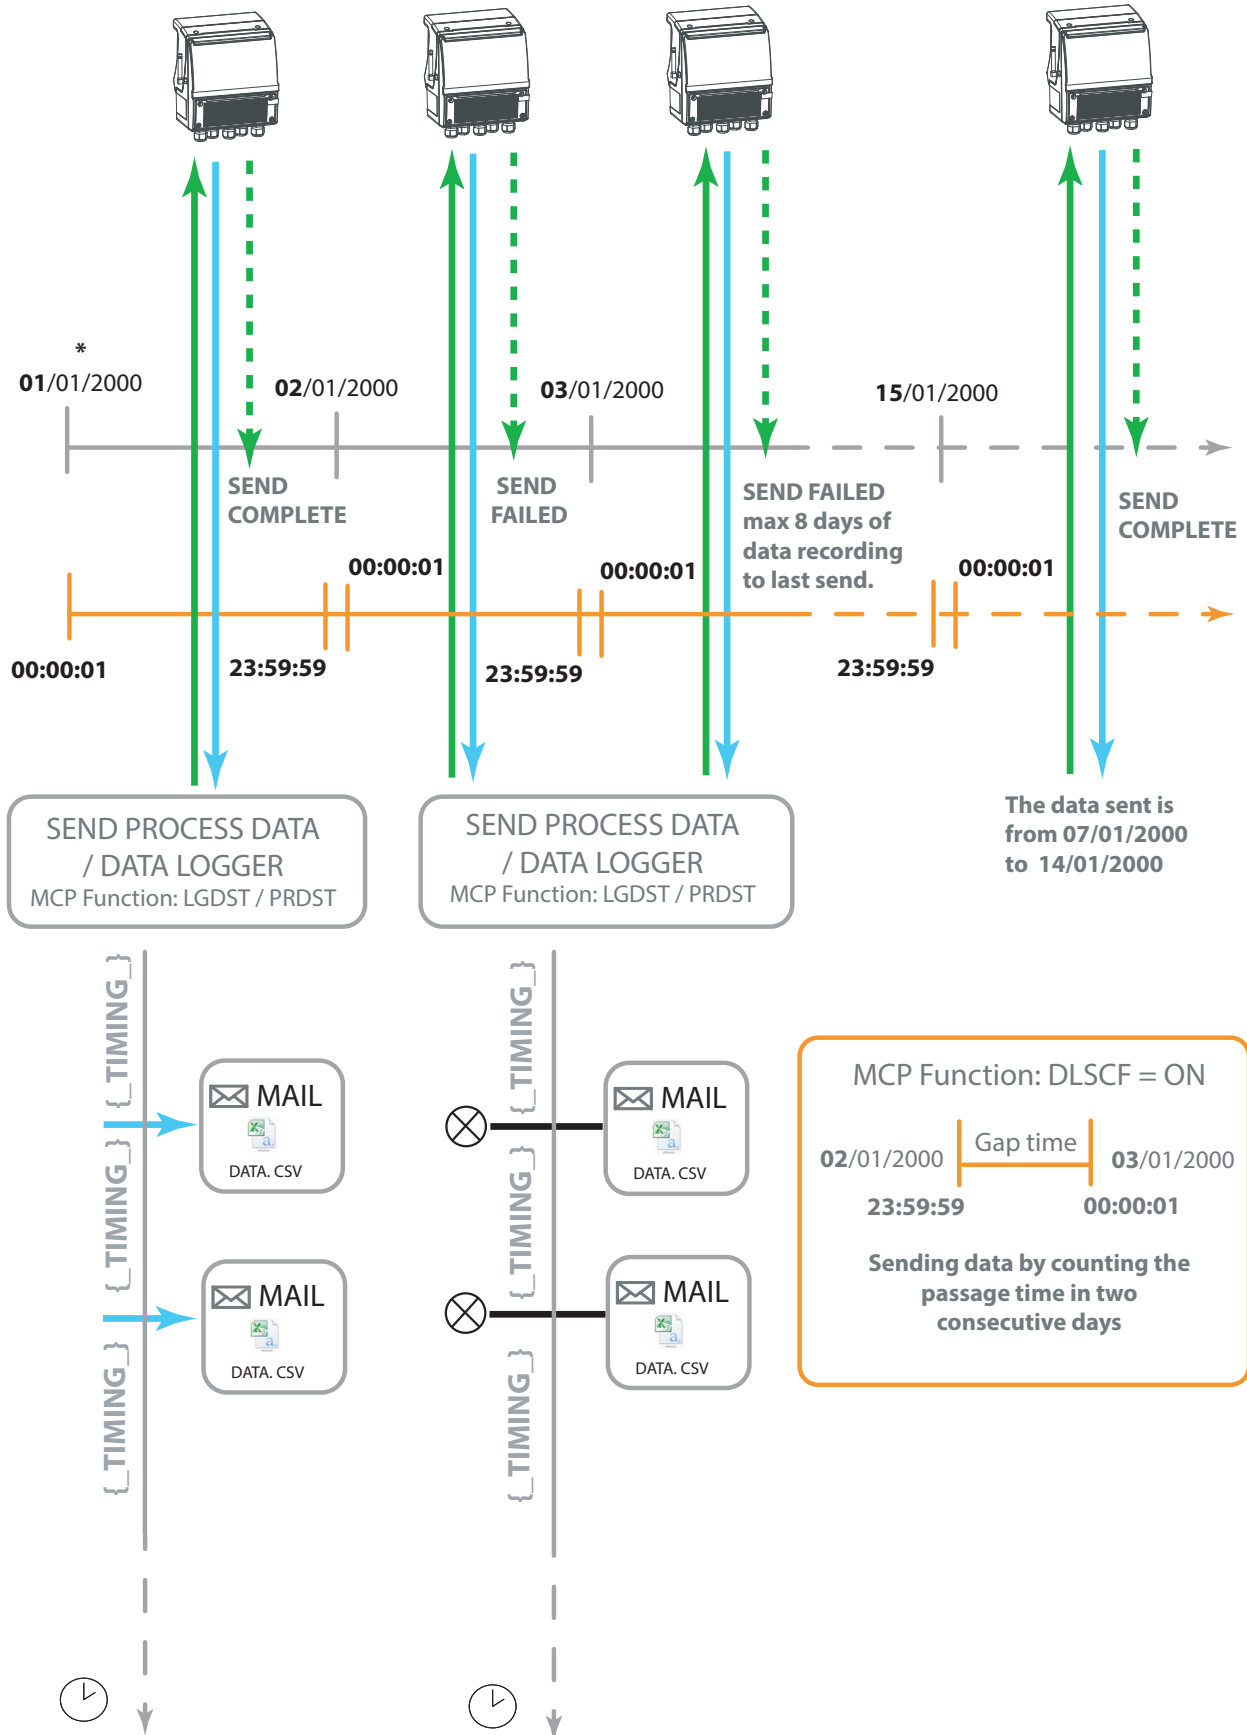 *
01/01/2000
02/01/2000
03/01/2000
15/01/2000
SEND
COMPLETE
SEND
FAILED
SEND FAILED
max 8 days of
data recording
to last send.
SEND
COMPLETE
00:00:01
00:00:01
00:00:01
00:00:01
23:59:59
23:59:59
23:59:59
SEND PROCESS DATA
/ DATA LOGGER
MCP Function: LGDST / PRDST
SEND PROCESS DATA
/ DATA LOGGER
MCP Function: LGDST / PRDST
The data sent is
from 07/01/2000
to 14/01/2000
{_TIMING_}
{_TIMING_}
{_TIMING_}
MAIL
a,
DATA. CSV
MAIL
a,
DATA. CSV
{_TIMING_}
{_TIMING_}
{_TIMING_}
MAIL
a,
DATA. CSV
MAIL
a,
DATA. CSV
MCP Function: DLSCF = ON
Gap time
02/01/2000
03/01/2000
23:59:59
00:00:01
Sending data by counting the
passage time in two
consecutive days